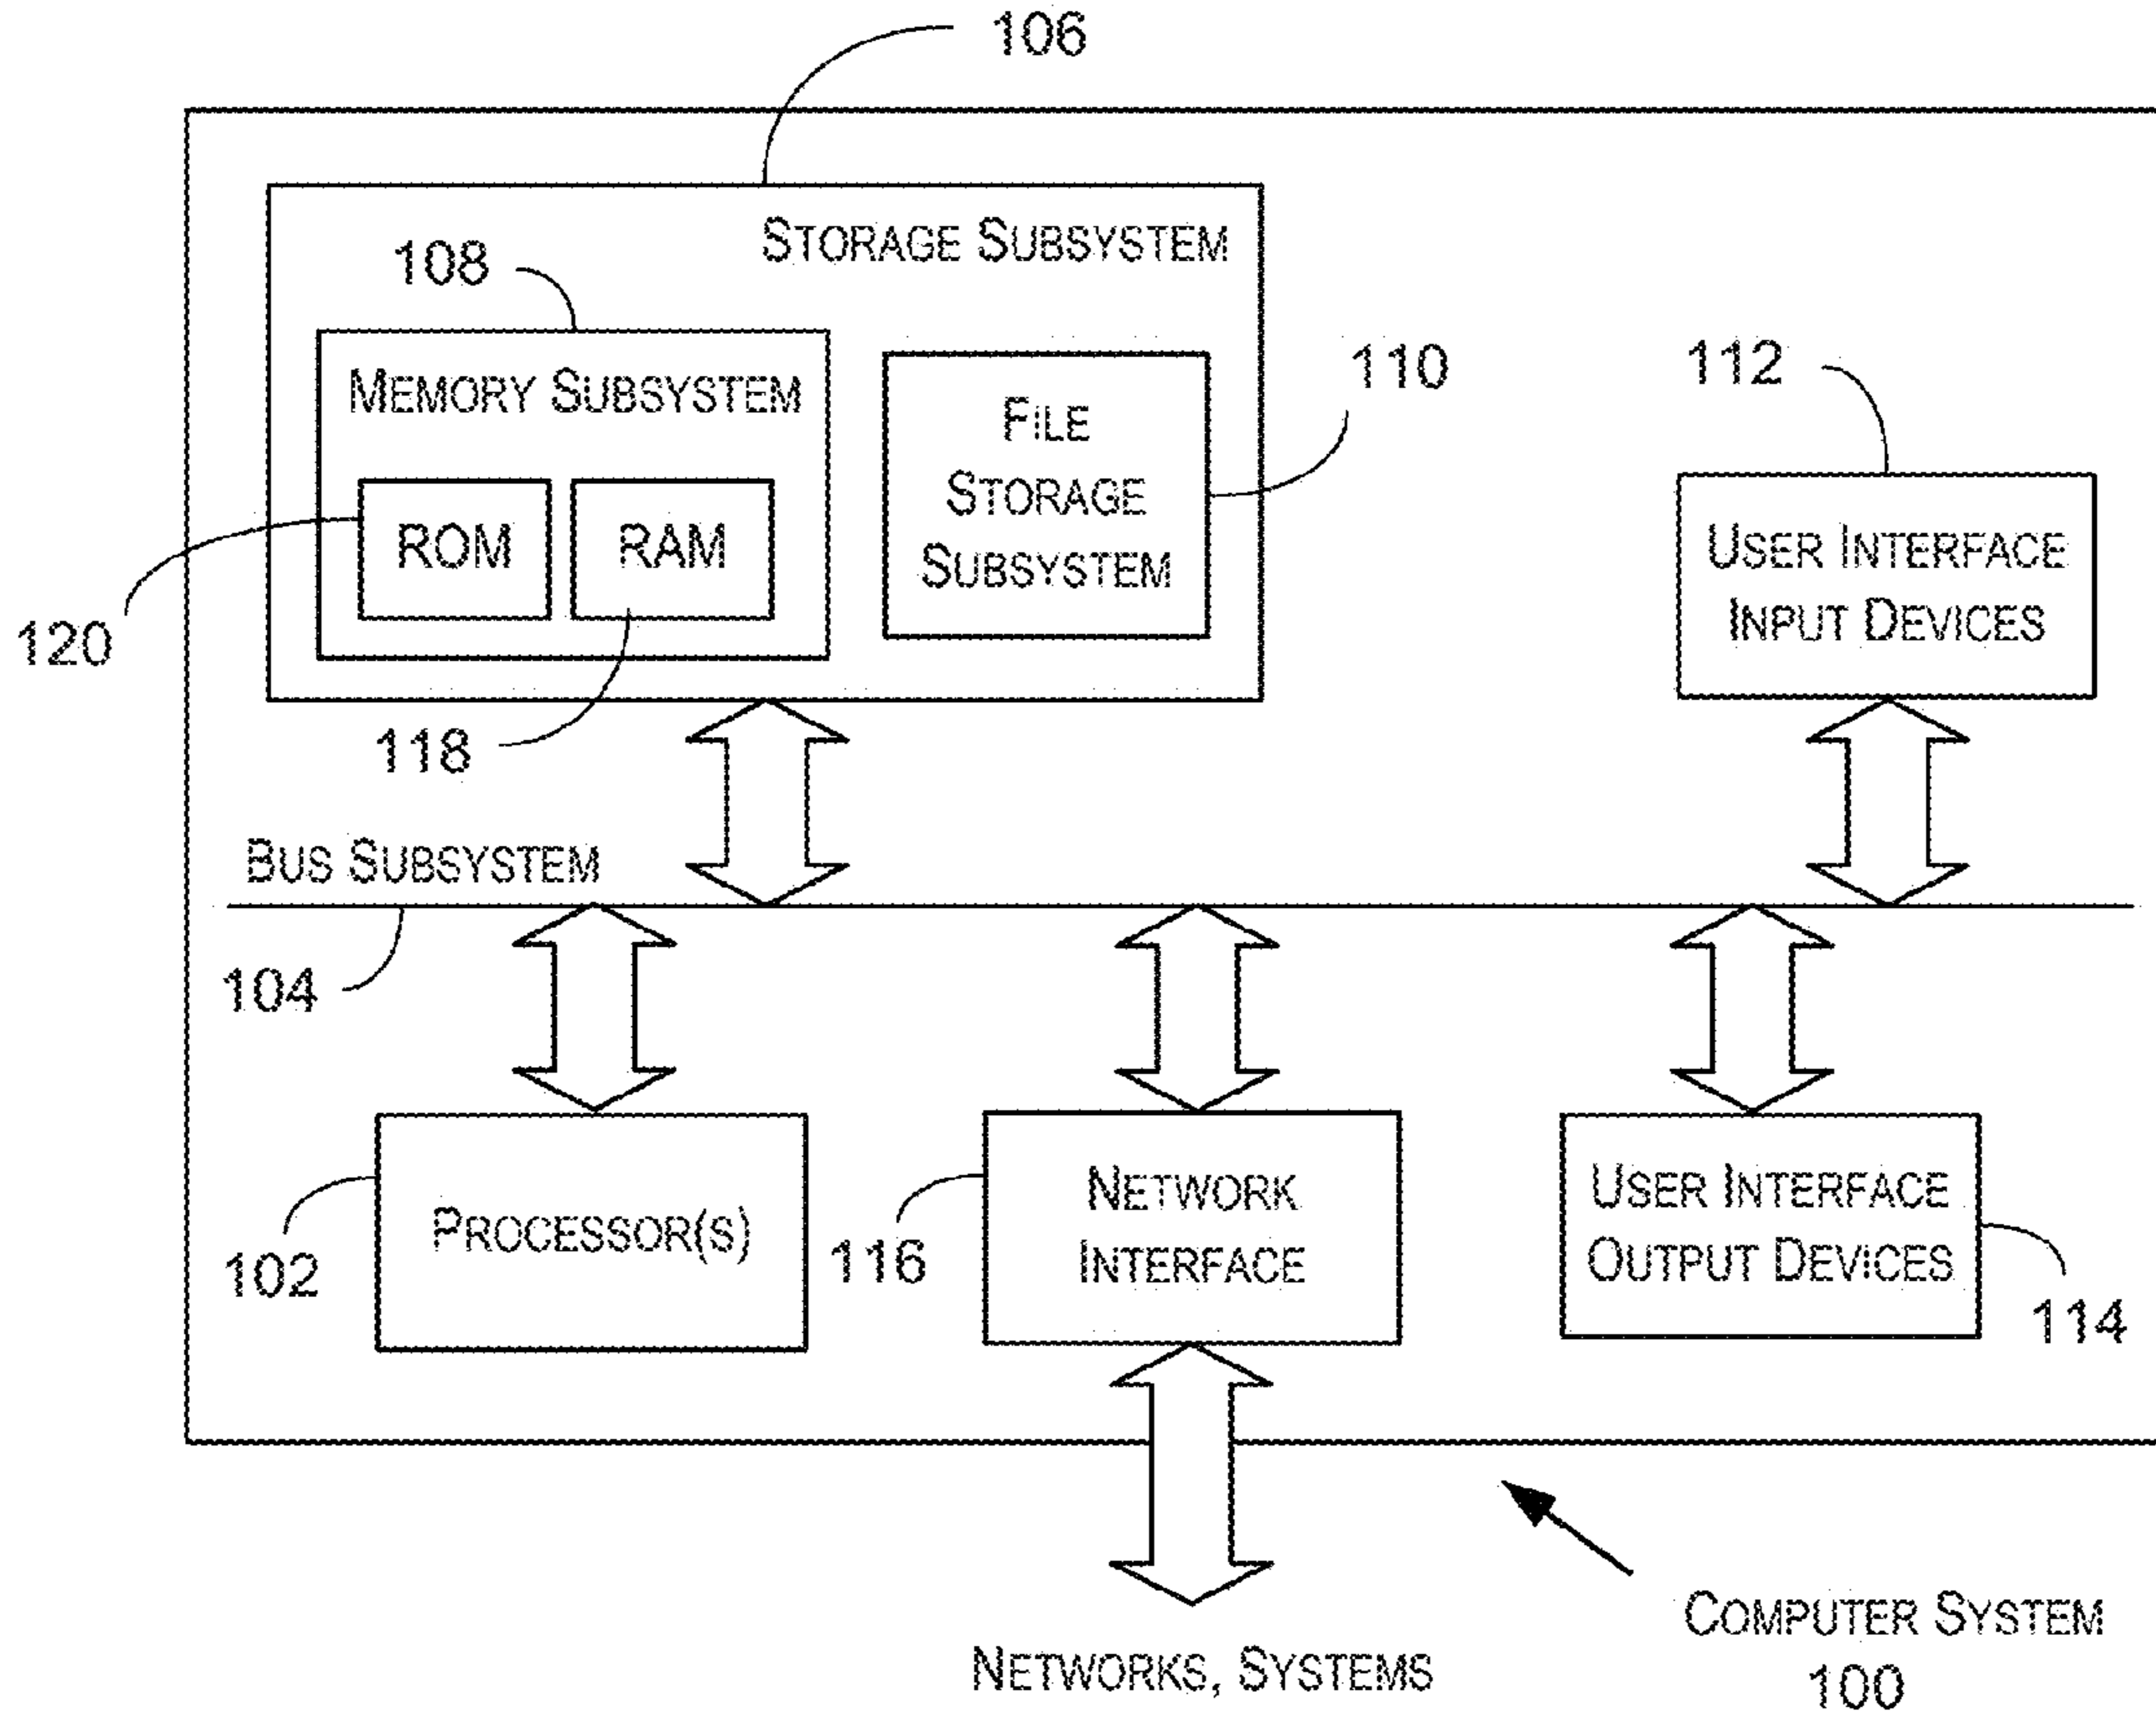 106
STORAGE SUBSYSTEM
108
MEMORY SUBSYSTEM
110
FILE
STORAGE
SUBSYSTEM
112
USER INTERFACE
INPUT DEVICES
ROM
RAM
120
118
BUS SUBSYSTEM
104
PROCESSOR(S)
102
NETWORK
INTERFACE
116
USER INTERFACE
OUTPUT DEVICES
114
NETWORKS, SYSTEMS
COMPUTER SYSTEM
100